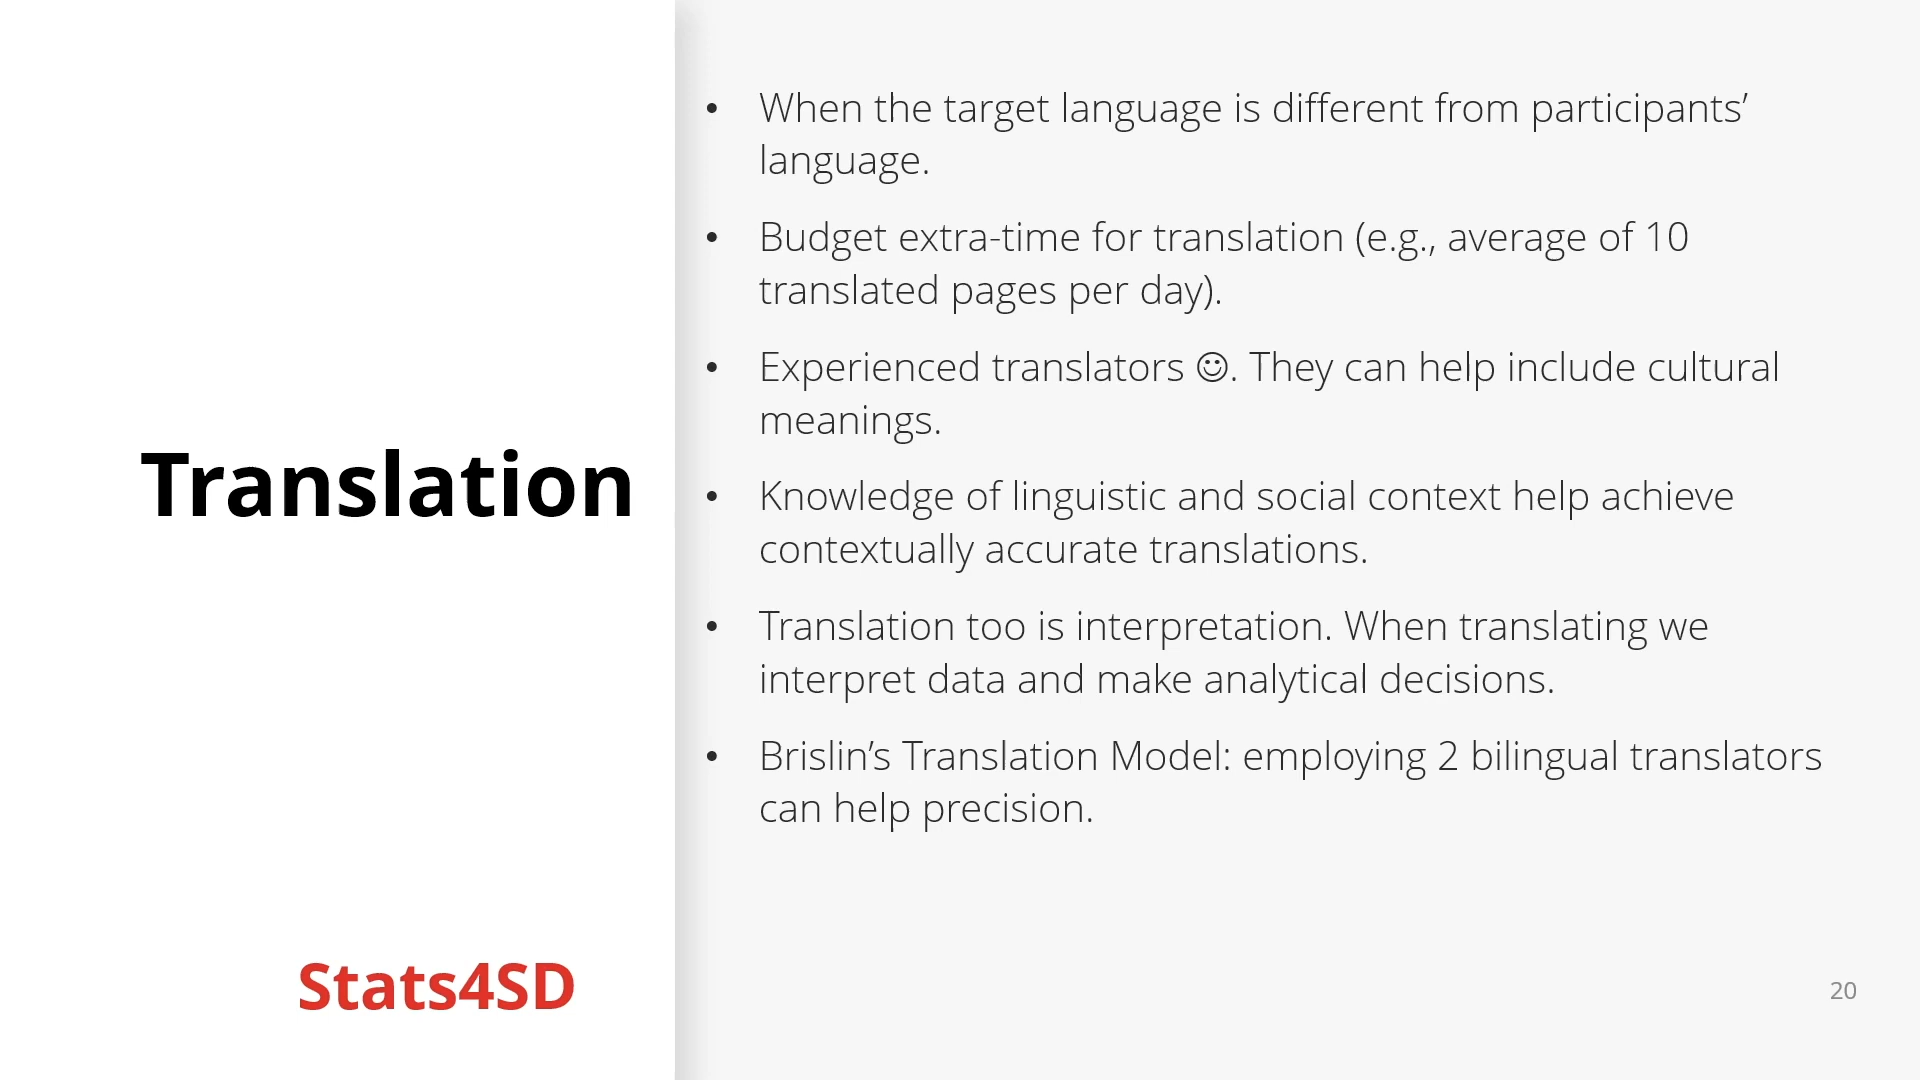 Translation
Stats4SD
• When the target language is different from participants’
language.
• Budget extra-time for translation (e.g., average of 10
translated pages per day).
• Experienced translators ☺. They can help include cultural
meanings.
• Knowledge of linguistic and social context help achieve
contextually accurate translations.
• Translation too is interpretation. When translating we
interpret data and make analytical decisions.
• Brislin’s Translation Model: employing 2 bilingual translators
can help precision.
20